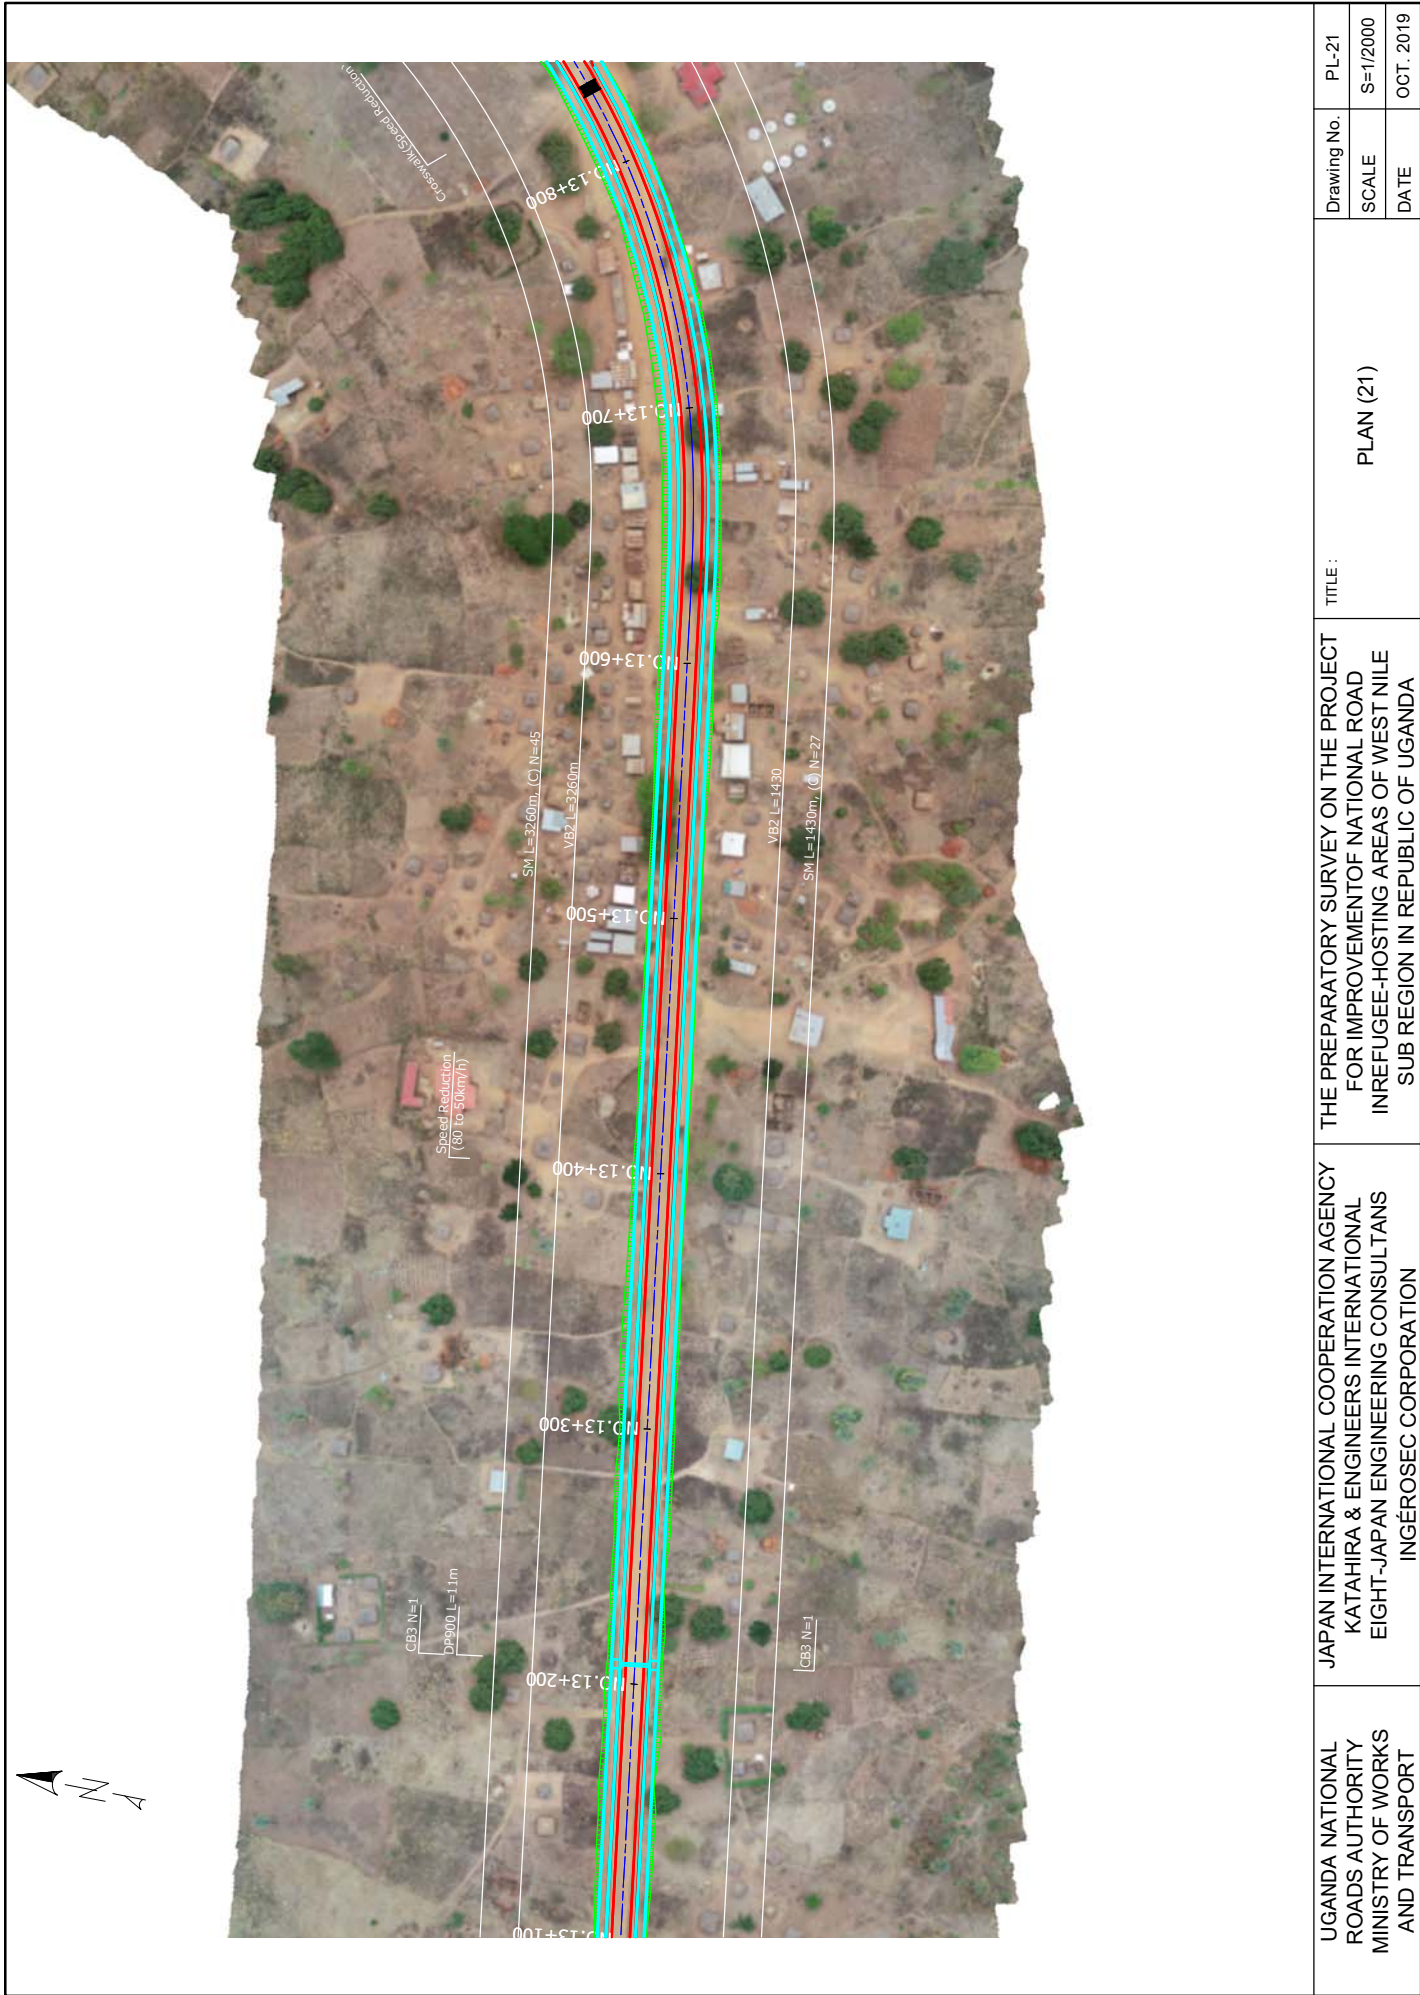 Crosswalk(Speed Reduction)
NO.13+800
NO.13+700
NO.13+600
NO.13+500
NO.13+400
NO.13+300
NO.13+200
NO.13+100
SM L=3260m, (C) N=45
VB2 L=3260m
VB2 L=1430
SM L=1430m, (C) N=27
Speed Reduction
(80 to 50km/h)
CB3 N=1
DP900 L=11m
CB3 N=1
N
UGANDA NATIONAL
ROADS AUTHORITY
MINISTRY OF WORKS
AND TRANSPORT
JAPAN INTERNATIONAL COOPERATION AGENCY
KATAHIRA & ENGINEERS INTERNATIONAL
EIGHT-JAPAN ENGINEERING CONSULTANS
INGÉROSEC CORPORATION
THE PREPARATORY SURVEY ON THE PROJECT
FOR IMPROVEMENTOF NATIONAL ROAD
INREFUGEE-HOSTING AREAS OF WEST NILE
SUB REGION IN REPUBLIC OF UGANDA
TITLE :
PLAN (21)
Drawing No. PL-21
SCALE S=1/2000
DATE OCT. 2019